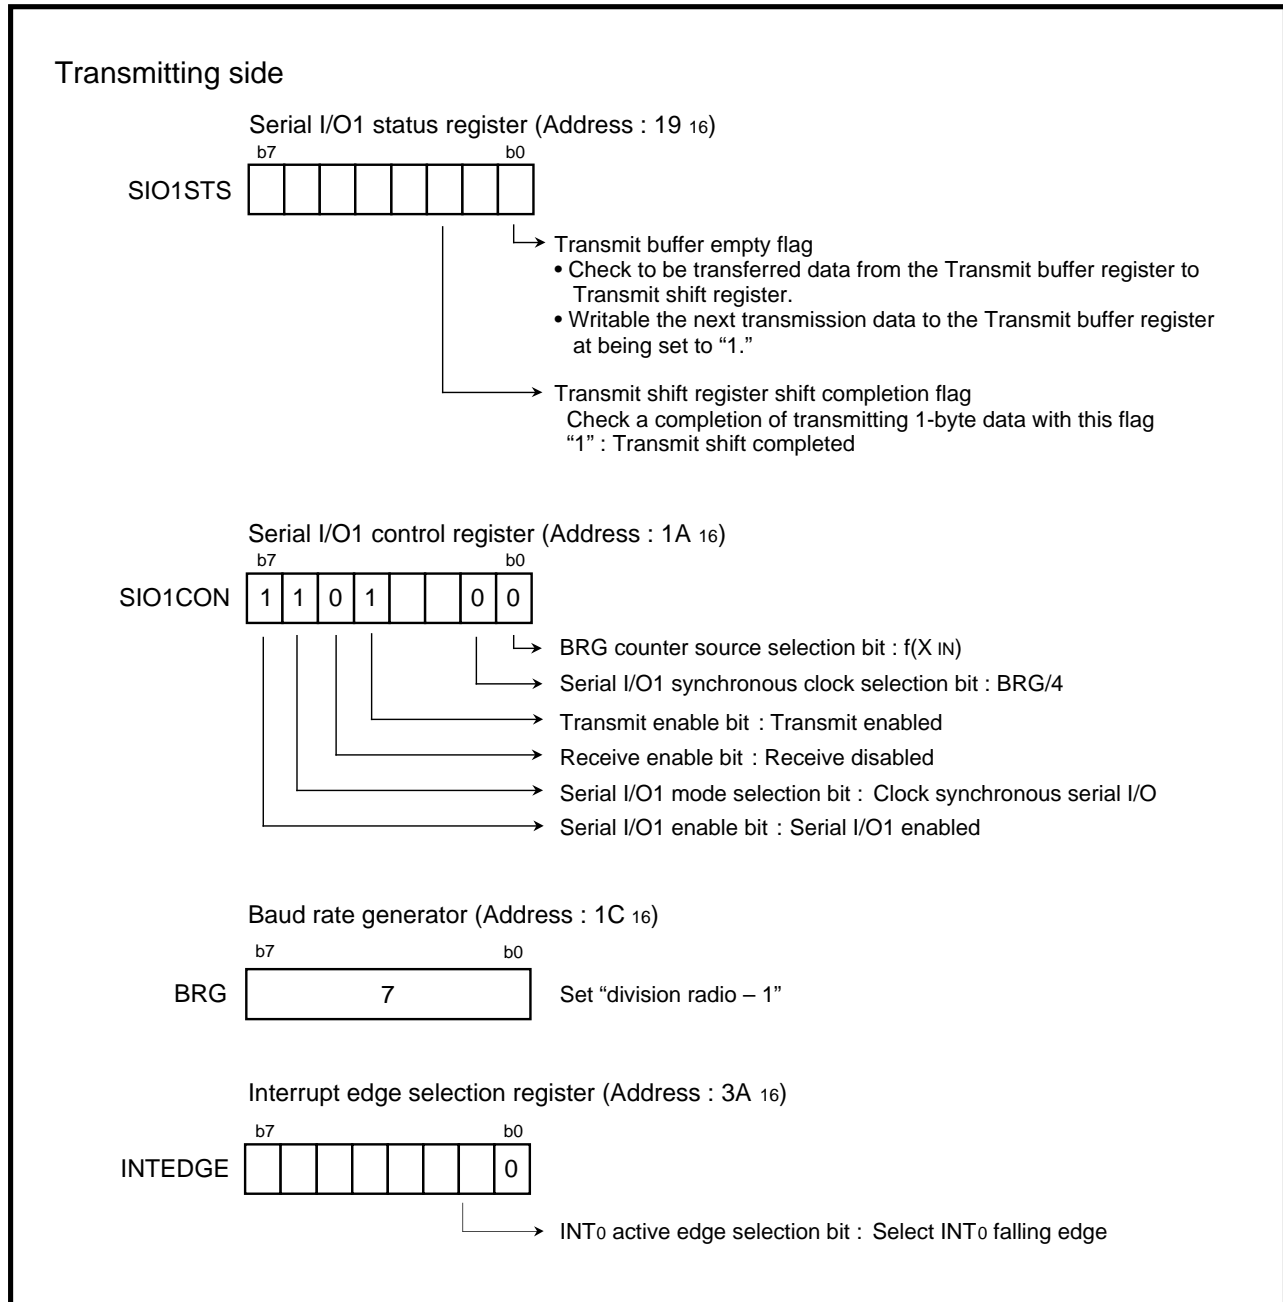 Transmitting side
Serial I/O1 status register (Address : 19 16)
b7 b0
SIO1STS
Transmit buffer empty flag
• Check to be transferred data from the Transmit buffer register to
Transmit shift register.
• Writable the next transmission data to the Transmit buffer register
at being set to “1.”
Transmit shift register shift completion flag
Check a completion of transmitting 1-byte data with this flag
“1” : Transmit shift completed
Serial I/O1 control register (Address : 1A 16)
b7 b0
SIO1CON 1 1 0 1 0 0
BRG counter source selection bit : f(X IN)
Serial I/O1 synchronous clock selection bit : BRG/4
Transmit enable bit : Transmit enabled
Receive enable bit : Receive disabled
Serial I/O1 mode selection bit : Clock synchronous serial I/O
Serial I/O1 enable bit : Serial I/O1 enabled
Baud rate generator (Address : 1C 16)
b7 b0
BRG 7 Set “division radio – 1”
Interrupt edge selection register (Address : 3A 16)
b7 b0
INTEDGE 0
INT0 active edge selection bit : Select INT0 falling edge